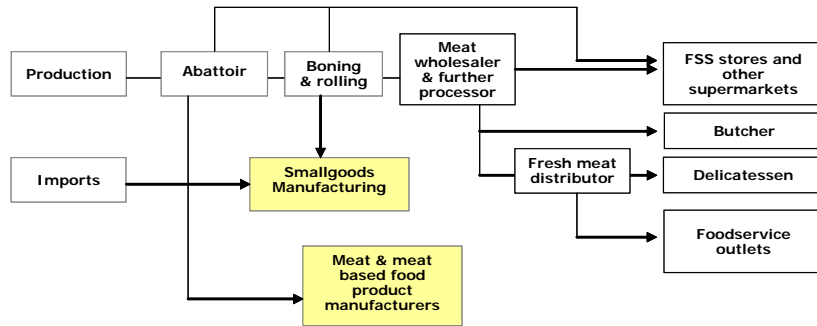 Production
Abattoir
Boning
& rolling
Meat
wholesaler
& further
processor
FSS stores and
other
supermarkets
Butcher
Imports
Smallgoods
Manufacturing
Fresh meat
distributor
Delicatessen
Foodservice
outlets
Meat & meat
based food
product
manufacturers